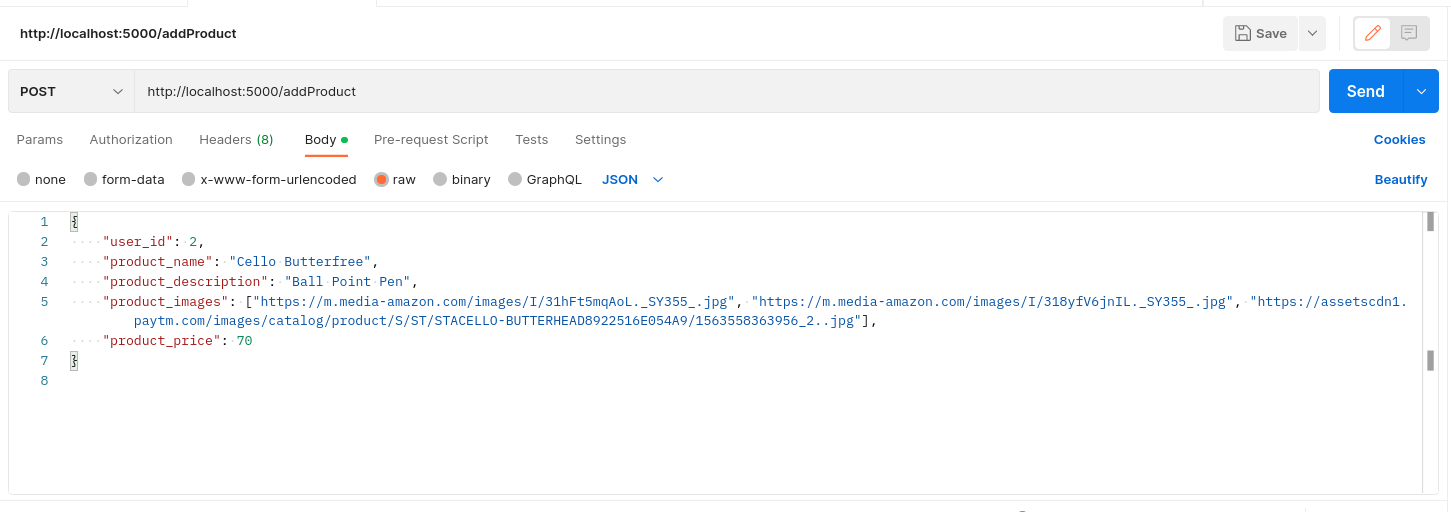 http://localhost:5000/addProduct
Save
POST
http://localhost:5000/addProduct
Send
Params Authorization Headers (8) Body Pre-request Script Tests Settings Cookies
none form-data x-www-form-urlencoded raw binary GraphQL JSON Beautify
1 {
2 "user_id": 2,
3 "product_name": "Cello Butterfree",
4 "product_description": "Ball Point Pen",
5 "product_images": ["https://m.media-amazon.com/images/I/31hFt5mqAoL._SY355_.jpg", "https://m.media-amazon.com/images/I/318yfV6jnIL._SY355_.jpg", "https://assetscdn1.
paytm.com/images/catalog/product/S/ST/STACELLO-BUTTERHEAD8922516E054A9/1563558363956_2..jpg"],
6 "product_price": 70
7 }
8